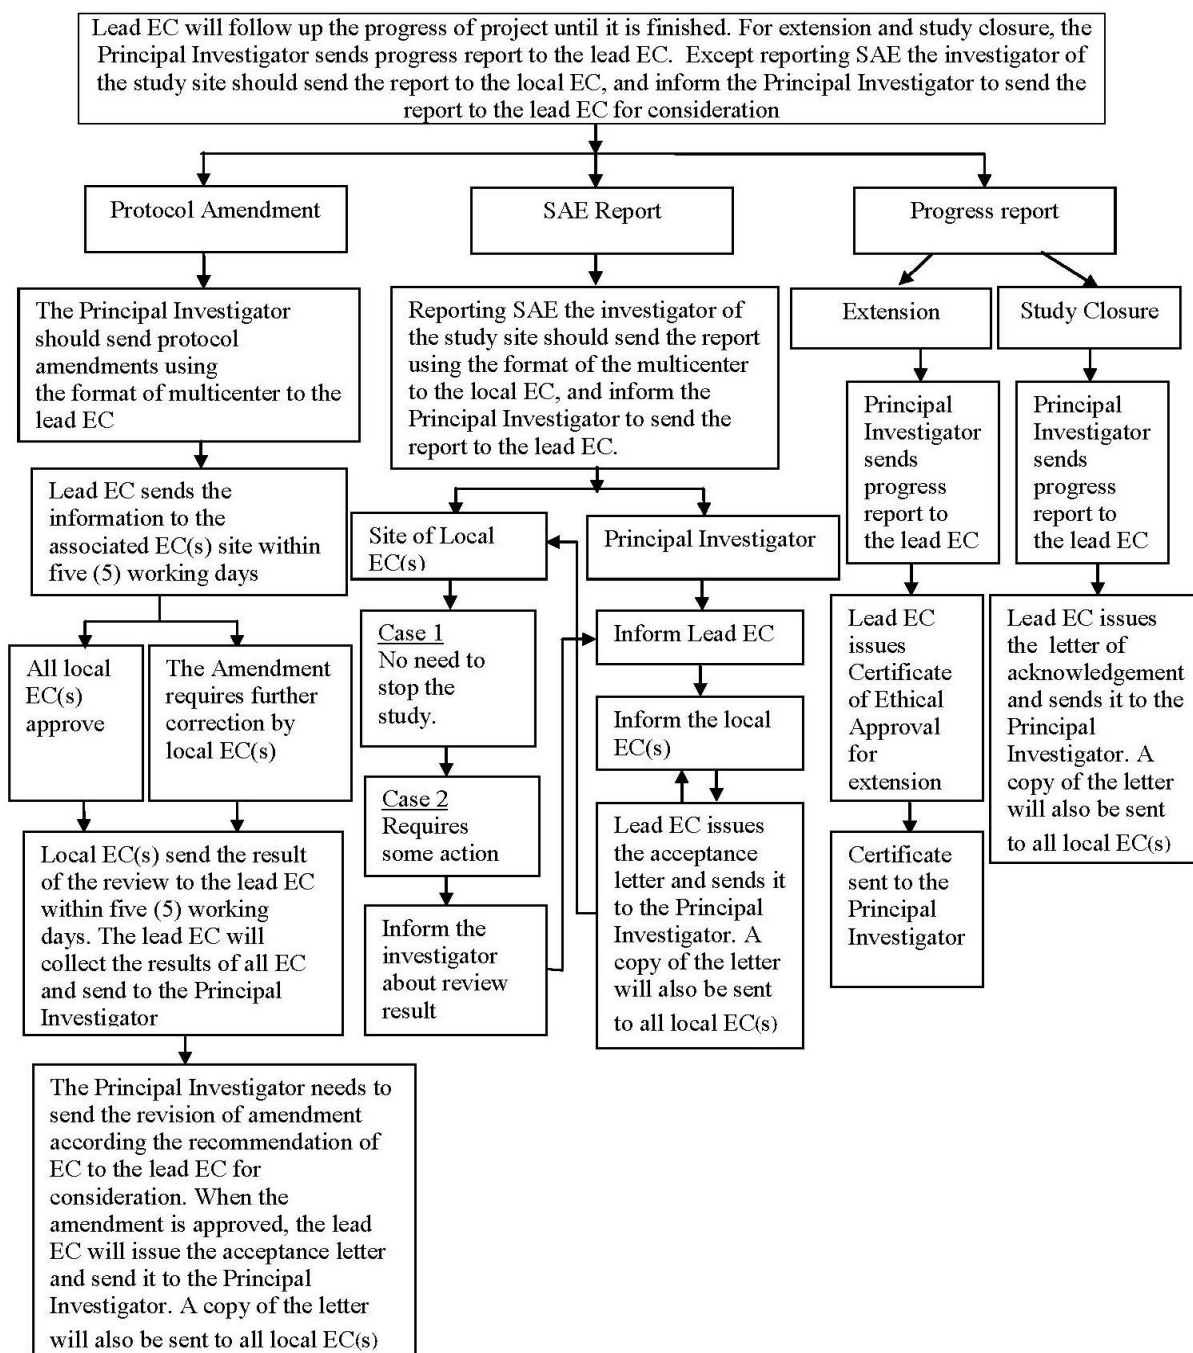 Lead EC will follow up the progress of project until it is finished. For extension and study closure, the
Principal Investigator sends progress report to the lead EC.  Except reporting SAE the investigator of
the study site should send the report to the local EC, and inform the Principal Investigator to send the
report to the lead EC for consideration
Protocol Amendment
SAE Report
Progress report
The Principal Investigator
should send protocol
amendments using
the format of multicenter to the
lead EC
Lead EC sends the
information to the
associated EC(s) site within
five (5) working days
All local
EC(s)
approve
The Amendment
requires further
correction by
local EC(s)
Local EC(s) send the result
of the review to the lead EC
within five (5) working
days. The lead EC will
collect the results of all EC
and send to the Principal
Investigator
The Principal Investigator needs to
send the revision of amendment
according the recommendation of
EC to the lead EC for
consideration. When the
amendment is approved, the lead
EC will issue the acceptance letter
and send it to the Principal
Investigator. A copy of the letter
will also be sent to all local EC(s)
Reporting SAE the investigator of
the study site should send the report
using the format of the multicenter
to the local EC, and inform the
Principal Investigator to send the
report to the lead EC.
Site of Local
EC(s)
Case 1
No need to
stop the
study.
Case 2
Requires
some action
Inform the
investigator
about review
result
Principal Investigator
Inform Lead EC
Inform the local
EC(s)
Lead EC issues
the acceptance
letter and sends it
to the Principal
Investigator. A
copy of the letter
will also be sent
to all local EC(s)
Extension
Principal
Investigator
sends
progress
report to
the lead EC
Lead EC
issues
Certificate
of Ethical
Approval
for
extension
Certificate
sent to the
Principal
Investigator
Study Closure
Principal
Investigator
sends
progress
report to
the lead EC
Lead EC issues
the  letter of
acknowledgement
and sends it to the
Principal
Investigator. A
copy of the letter
will also be sent
to all local EC(s)